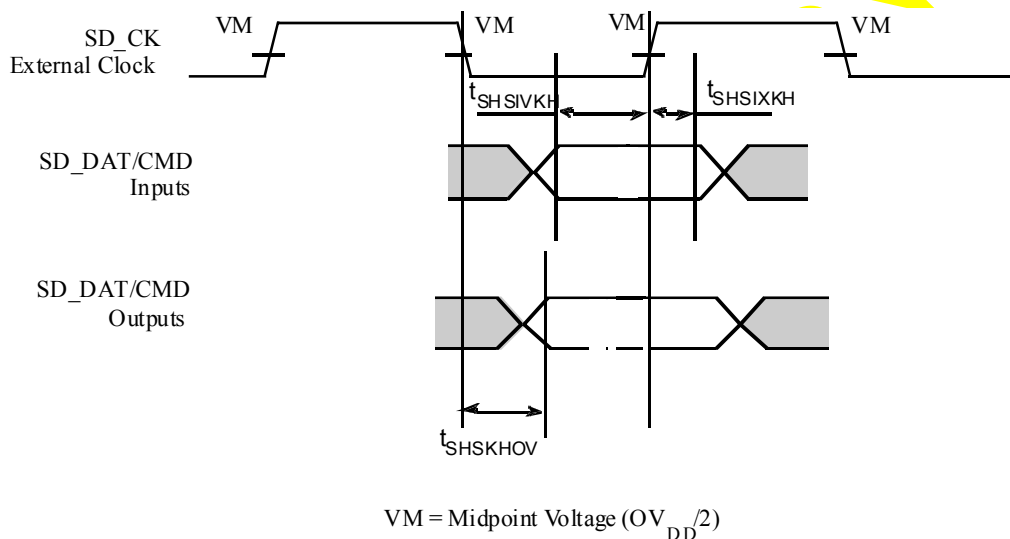 VM VM VM VM
SD_CK
External Clock
tSHSIVKH tSHSIXKH
SD_DAT/CMD
Inputs
SD_DAT/CMD
Outputs
tSHSKHOV
VM = Midpoint Voltage (OVDD/2)